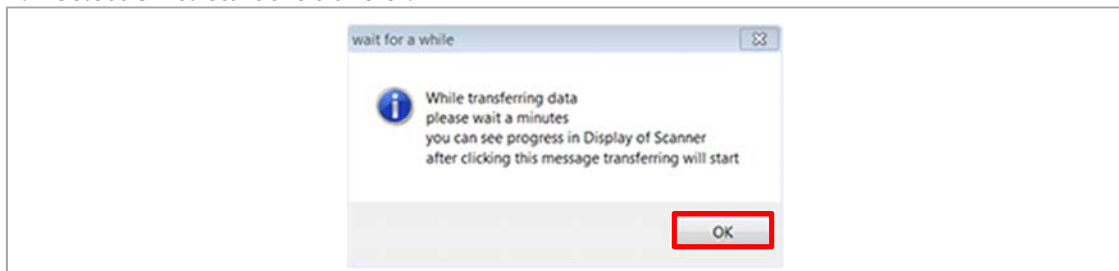 wait for a while
While transferring data
please wait a minutes
you can see progress in Display of Scanner
after clicking this message transferring will start
OK